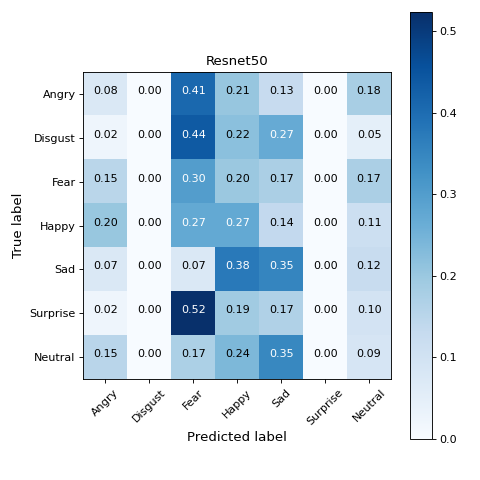 Resnet50
True label
Angry 0.08 0.00 0.41 0.21 0.13 0.00 0.18
Disgust 0.02 0.00 0.44 0.22 0.27 0.00 0.05
Fear 0.15 0.00 0.30 0.20 0.17 0.00 0.17
Happy 0.20 0.00 0.27 0.27 0.14 0.00 0.11
Sad 0.07 0.00 0.07 0.38 0.35 0.00 0.12
Surprise 0.02 0.00 0.52 0.19 0.17 0.00 0.10
Neutral 0.15 0.00 0.17 0.24 0.35 0.00 0.09
Angry Disgust Fear Happy Sad Surprise Neutral
Predicted label
0.5
0.4
0.3
0.2
0.1
0.0